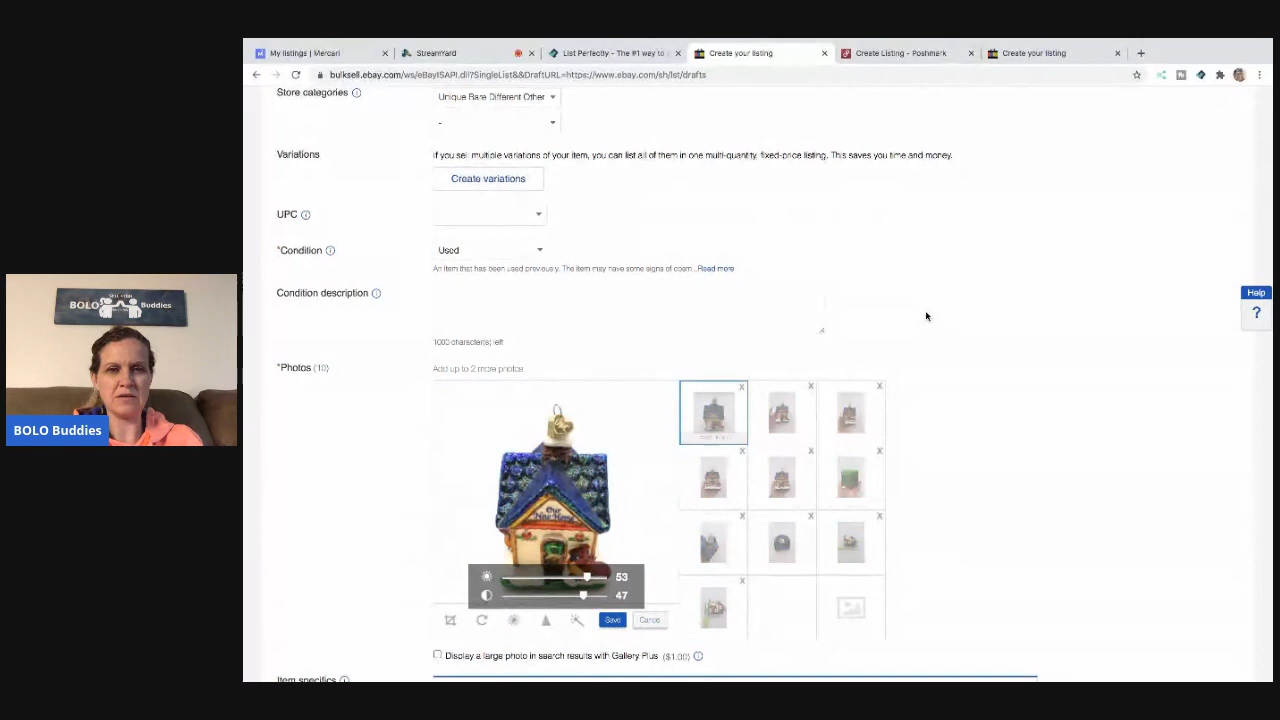 My listings | Mercari
StreamYard
List Perfectly - The #1 way to
Create your listing
Create Listing - Poshmark
Create your listing
bulksell.ebay.com/ws/eBayISAPI.dll?SingleList&&DraftURL=https://www.ebay.com/sh/lst/drafts
Store categories
Unique Rare Different Other
-
Variations
If you sell multiple variations of your item, you can list all of them in one multi-quantity, fixed-price listing. This saves you time and money.
Create variations
UPC
*Condition
Used
An item that has been used previously. The item may have some signs of cosm...Read more
Help
?
Condition description
1000 character(s) left
*Photos (10)
Add up to 2 more photos
Our
New Home
53
47
Save
Cancel
Display a large photo in search results with Gallery Plus ($1.00)
Item specifics
BOLO Buddies
BOLO Buddies